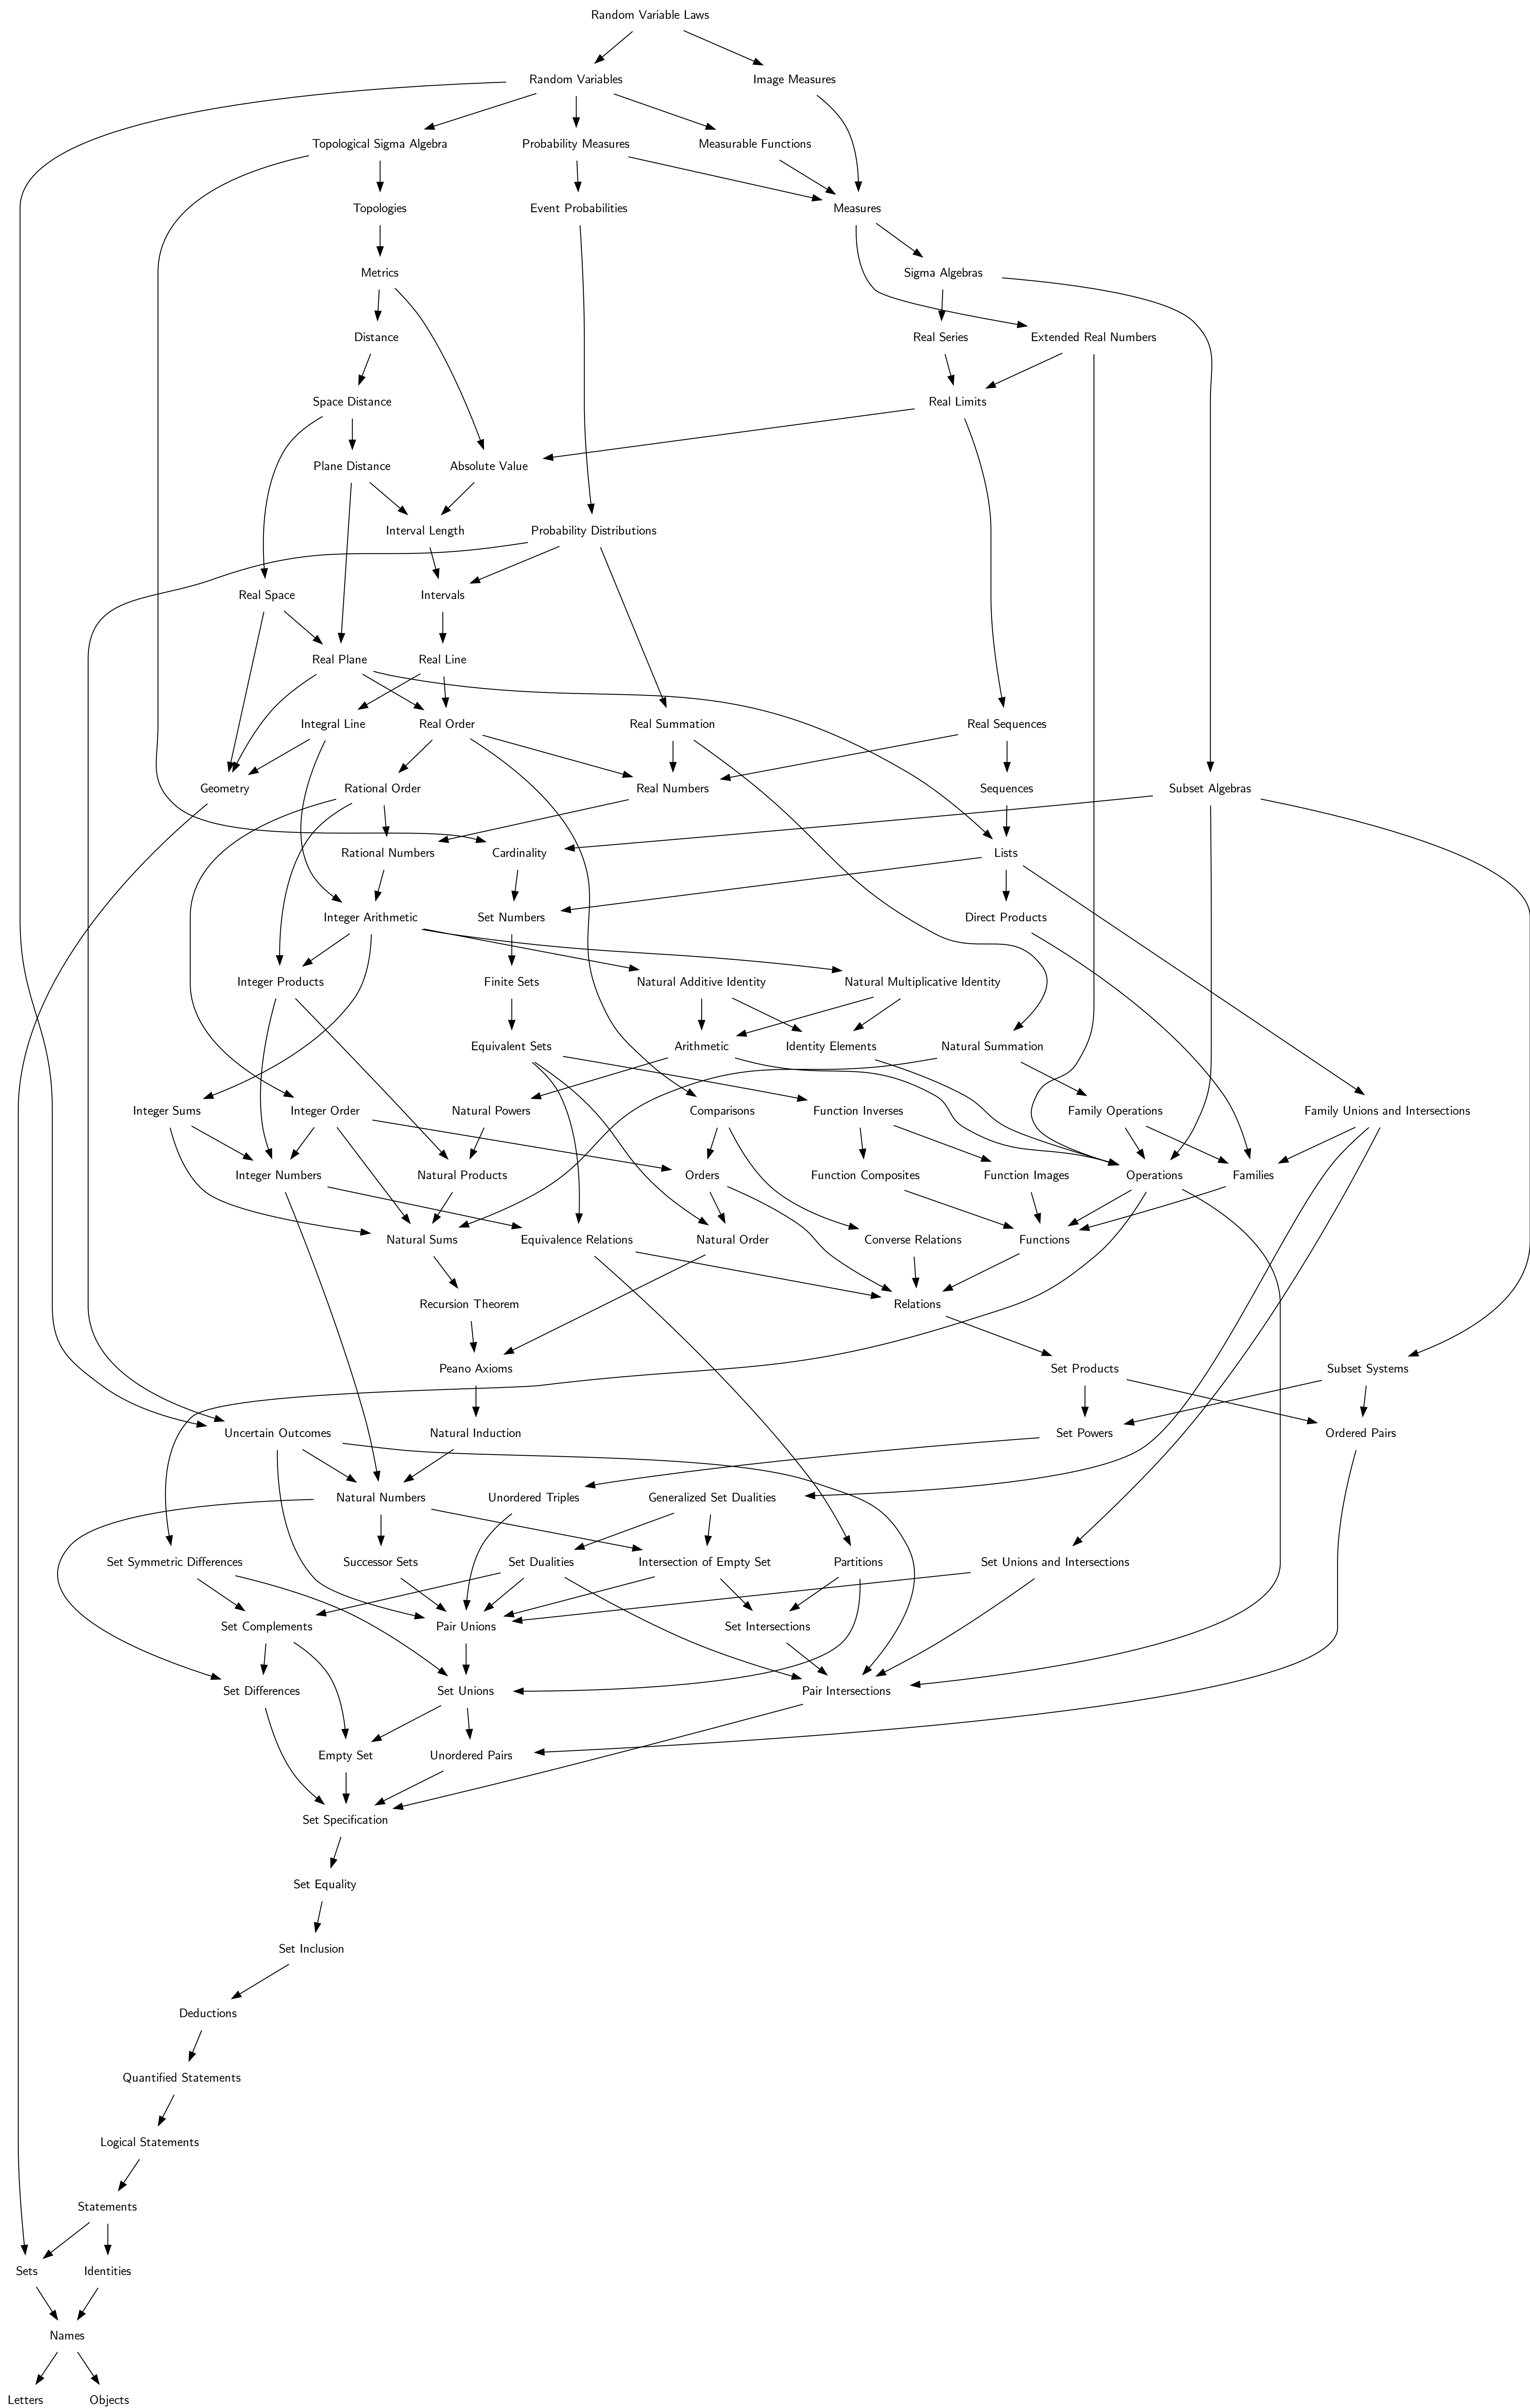 Random Variable Laws
Random Variables
Image Measures
Topological Sigma Algebra
Probability Measures
Measurable Functions
Topologies
Event Probabilities
Measures
Metrics
Sigma Algebras
Distance
Real Series
Extended Real Numbers
Space Distance
Real Limits
Plane Distance
Absolute Value
Interval Length
Probability Distributions
Real Space
Intervals
Real Plane
Real Line
Integral Line
Real Order
Real Summation
Real Sequences
Geometry
Rational Order
Real Numbers
Sequences
Subset Algebras
Rational Numbers
Cardinality
Lists
Integer Arithmetic
Set Numbers
Direct Products
Integer Products
Finite Sets
Natural Additive Identity
Natural Multiplicative Identity
Equivalent Sets
Arithmetic
Identity Elements
Natural Summation
Integer Sums
Integer Order
Natural Powers
Comparisons
Function Inverses
Family Operations
Family Unions and Intersections
Integer Numbers
Natural Products
Orders
Function Composites
Function Images
Operations
Families
Natural Sums
Equivalence Relations
Natural Order
Converse Relations
Functions
Recursion Theorem
Relations
Peano Axioms
Set Products
Subset Systems
Uncertain Outcomes
Natural Induction
Set Powers
Ordered Pairs
Natural Numbers
Unordered Triples
Generalized Set Dualities
Set Symmetric Differences
Successor Sets
Set Dualities
Intersection of Empty Set
Partitions
Set Unions and Intersections
Set Complements
Pair Unions
Set Intersections
Set Differences
Set Unions
Pair Intersections
Empty Set
Unordered Pairs
Set Specification
Set Equality
Set Inclusion
Deductions
Quantified Statements
Logical Statements
Statements
Sets
Identities
Names
Letters
Objects